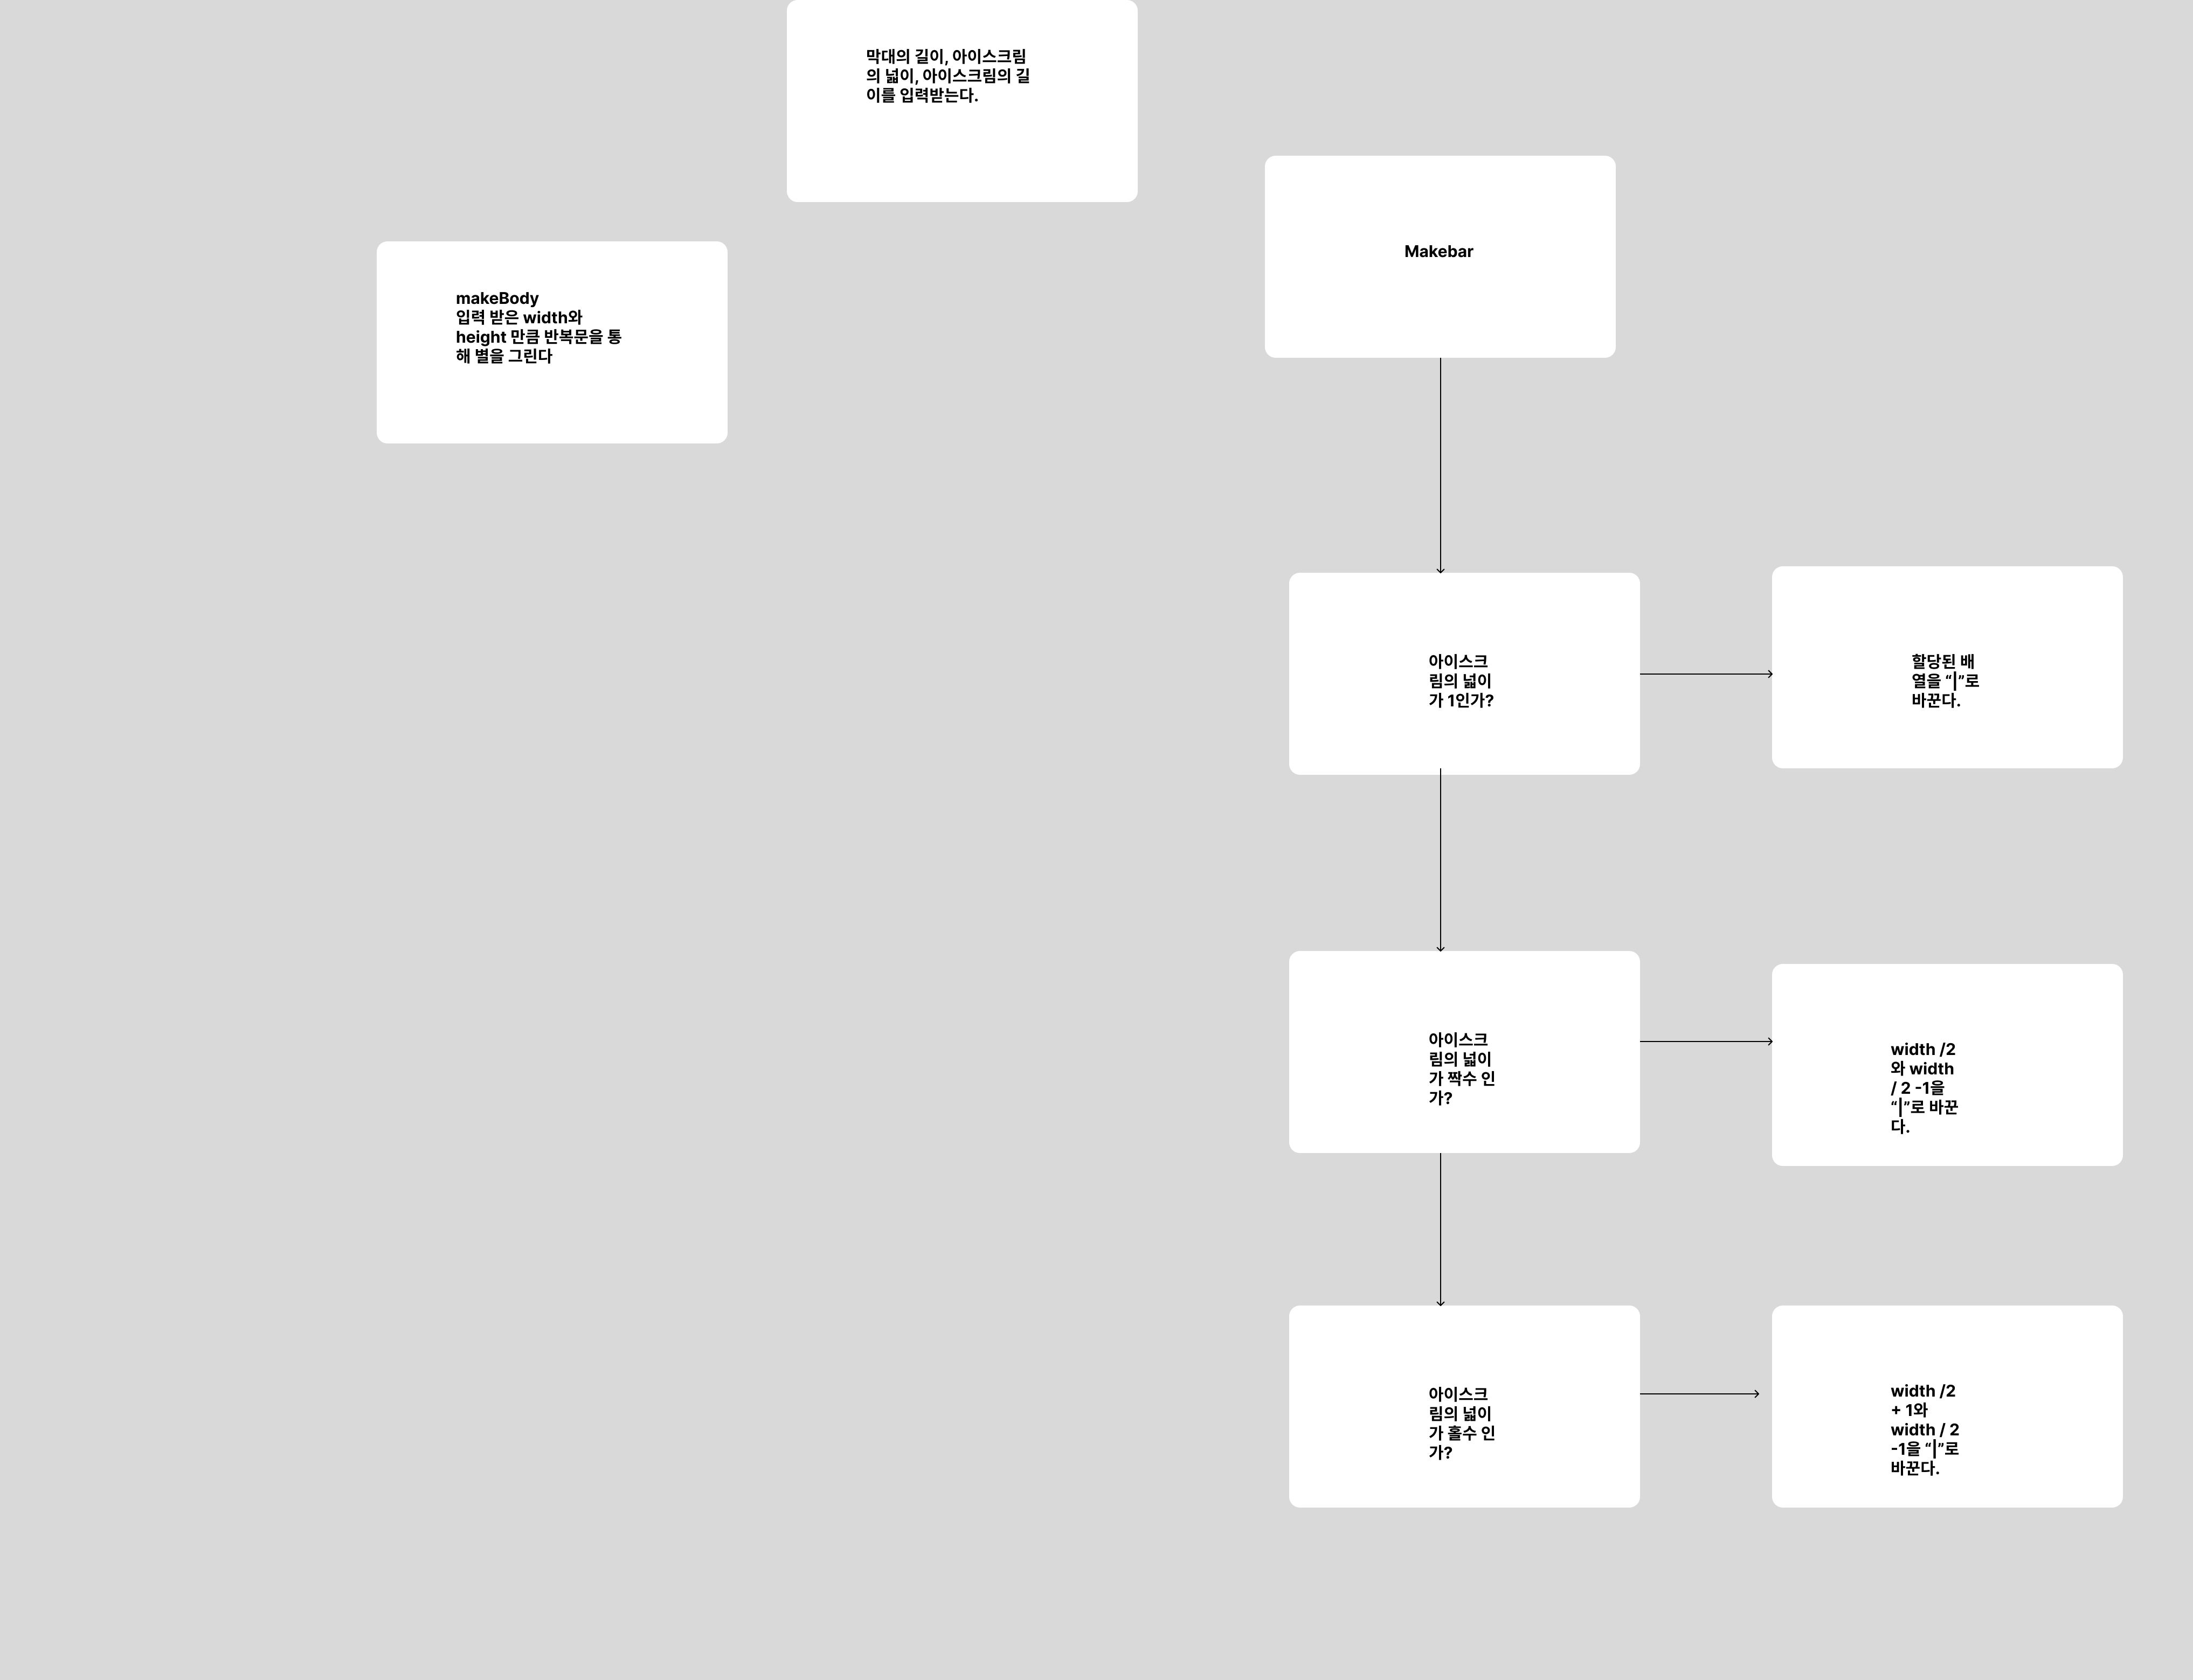 막대의 길이, 아이스크림
의 넓이, 아이스크림의 길
이를 입력받는다.
Makebar
makeBody
입력 받은 width와
height 만큼 반복문을 통
해 별을 그린다
아이스크
림의 넓이
가 1인가?
할당된 배
열을 “|”로
바꾼다.
아이스크
림의 넓이
가 짝수 인
가?
width /2
와 width
/ 2 -1을
“|”로 바꾼
다.
아이스크
림의 넓이
가 홀수 인
가?
width /2
+ 1와
width / 2
-1을 “|”로
바꾼다.